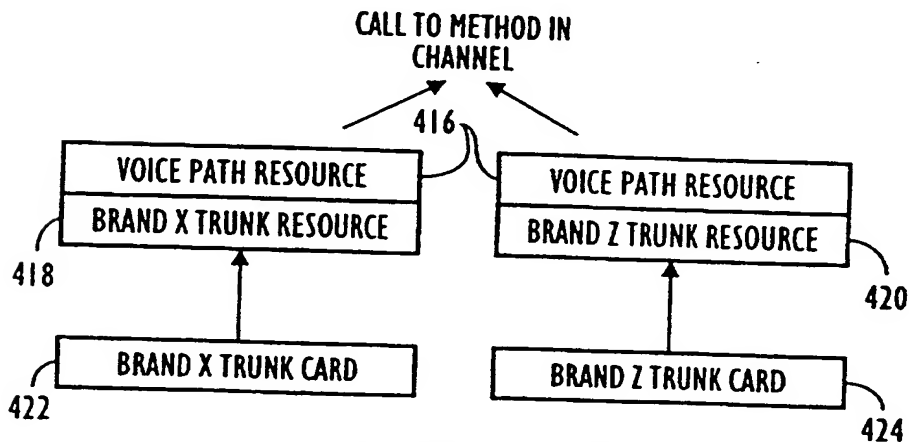 CALL TO METHOD IN
CHANNEL
416
VOICE PATH RESOURCE
BRAND X TRUNK RESOURCE
418
VOICE PATH RESOURCE
BRAND Z TRUNK RESOURCE
420
BRAND X TRUNK CARD
422
BRAND Z TRUNK CARD
424